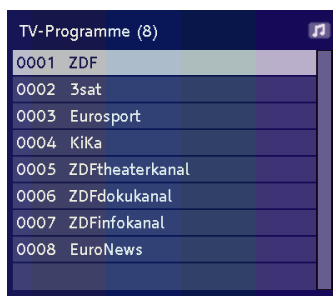 TV-Programme (8)
0001 ZDF
0002 3sat
0003 Eurosport
0004 KiKa
0005 ZDFtheaterkanal
0006 ZDFdokukanal
0007 ZDFinfokanal
0008 EuroNews